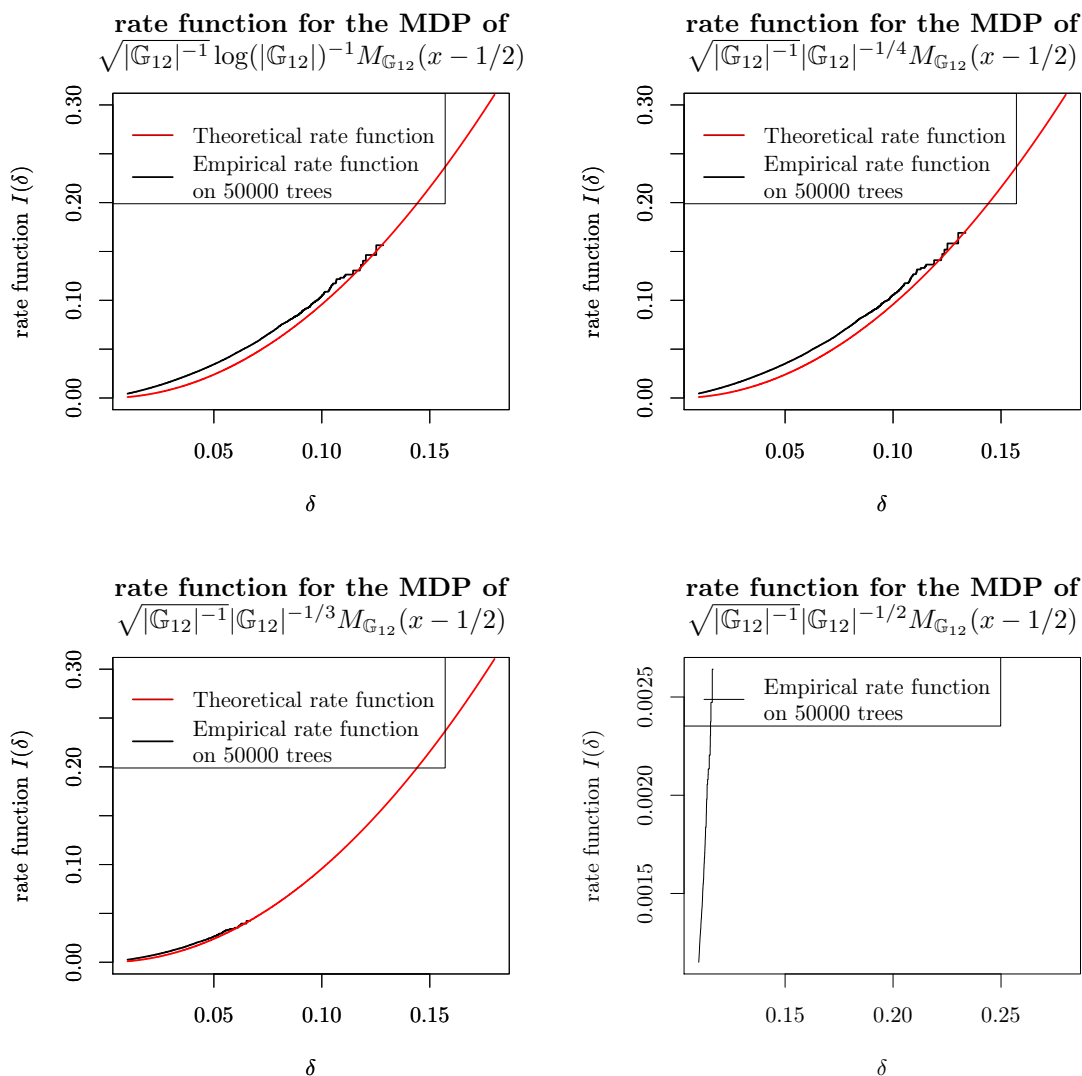 rate function for the MDP of
√|𝔾₁₂|⁻¹ log(|𝔾₁₂|)⁻¹M_𝔾₁₂(x − 1/2)
rate function I(δ)
0.00
0.10
0.20
0.30
Theoretical rate function
Empirical rate function
on 50000 trees
0.05
0.10
0.15
δ
rate function for the MDP of
√|𝔾₁₂|⁻¹|𝔾₁₂|⁻¹/⁴M_𝔾₁₂(x − 1/2)
rate function I(δ)
0.00
0.10
0.20
0.30
Theoretical rate function
Empirical rate function
on 50000 trees
0.05
0.10
0.15
δ
rate function for the MDP of
√|𝔾₁₂|⁻¹|𝔾₁₂|⁻¹/³M_𝔾₁₂(x − 1/2)
rate function I(δ)
0.00
0.10
0.20
0.30
Theoretical rate function
Empirical rate function
on 50000 trees
0.05
0.10
0.15
δ
rate function for the MDP of
√|𝔾₁₂|⁻¹|𝔾₁₂|⁻¹/²M_𝔾₁₂(x − 1/2)
rate function I(δ)
0.0015
0.0020
0.0025
Empirical rate function
on 50000 trees
0.15
0.20
0.25
δ